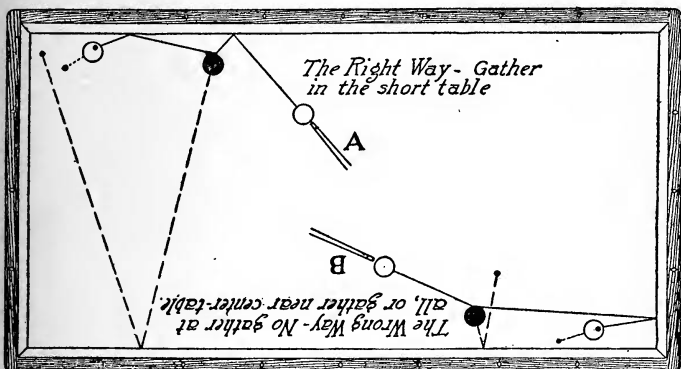 The Right Way - Gather
in the short table
A
B
The Wrong Way - No gather at
all, or gather near center-table.